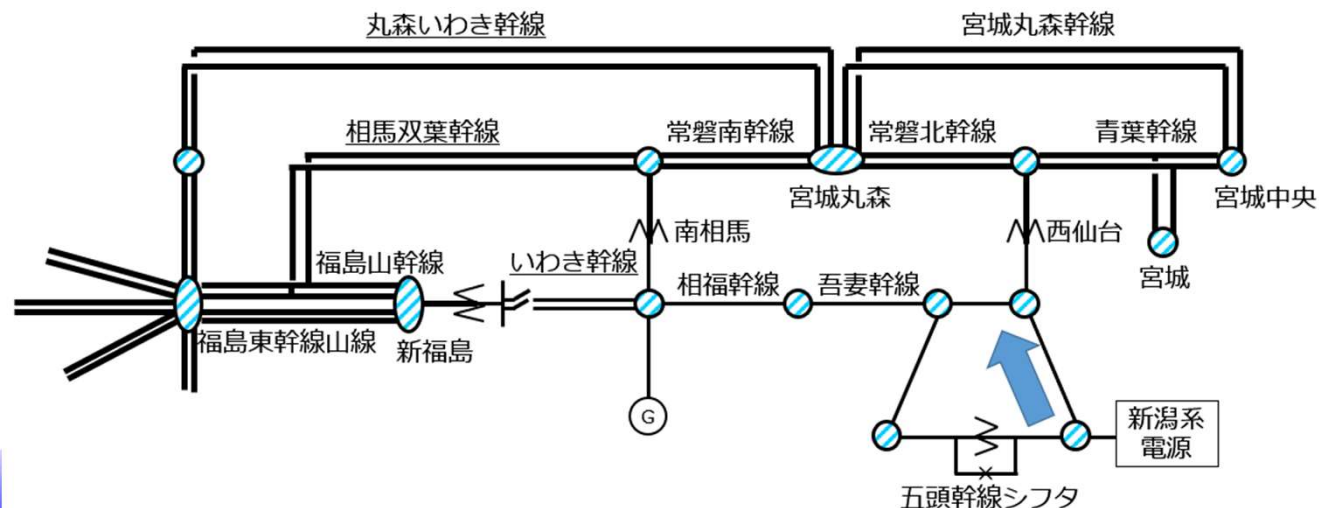 丸森いわき幹線
宮城丸森幹線
相馬双葉幹線
常磐南幹線
常磐北幹線
青葉幹線
宮城丸森
宮城中央
南相馬
西仙台
宮城
福島山幹線
いわき幹線
相福幹線
吾妻幹線
福島東幹線山線
新福島
G
新潟系
電源
五頭幹線シフタ